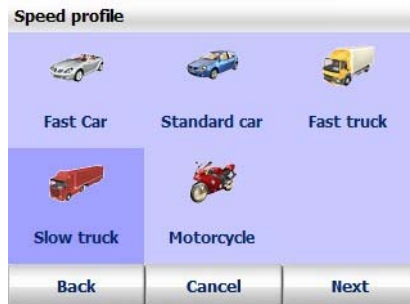 Speed profile
Fast Car Standard car Fast truck
Slow truck Motorcycle
Back Cancel Next